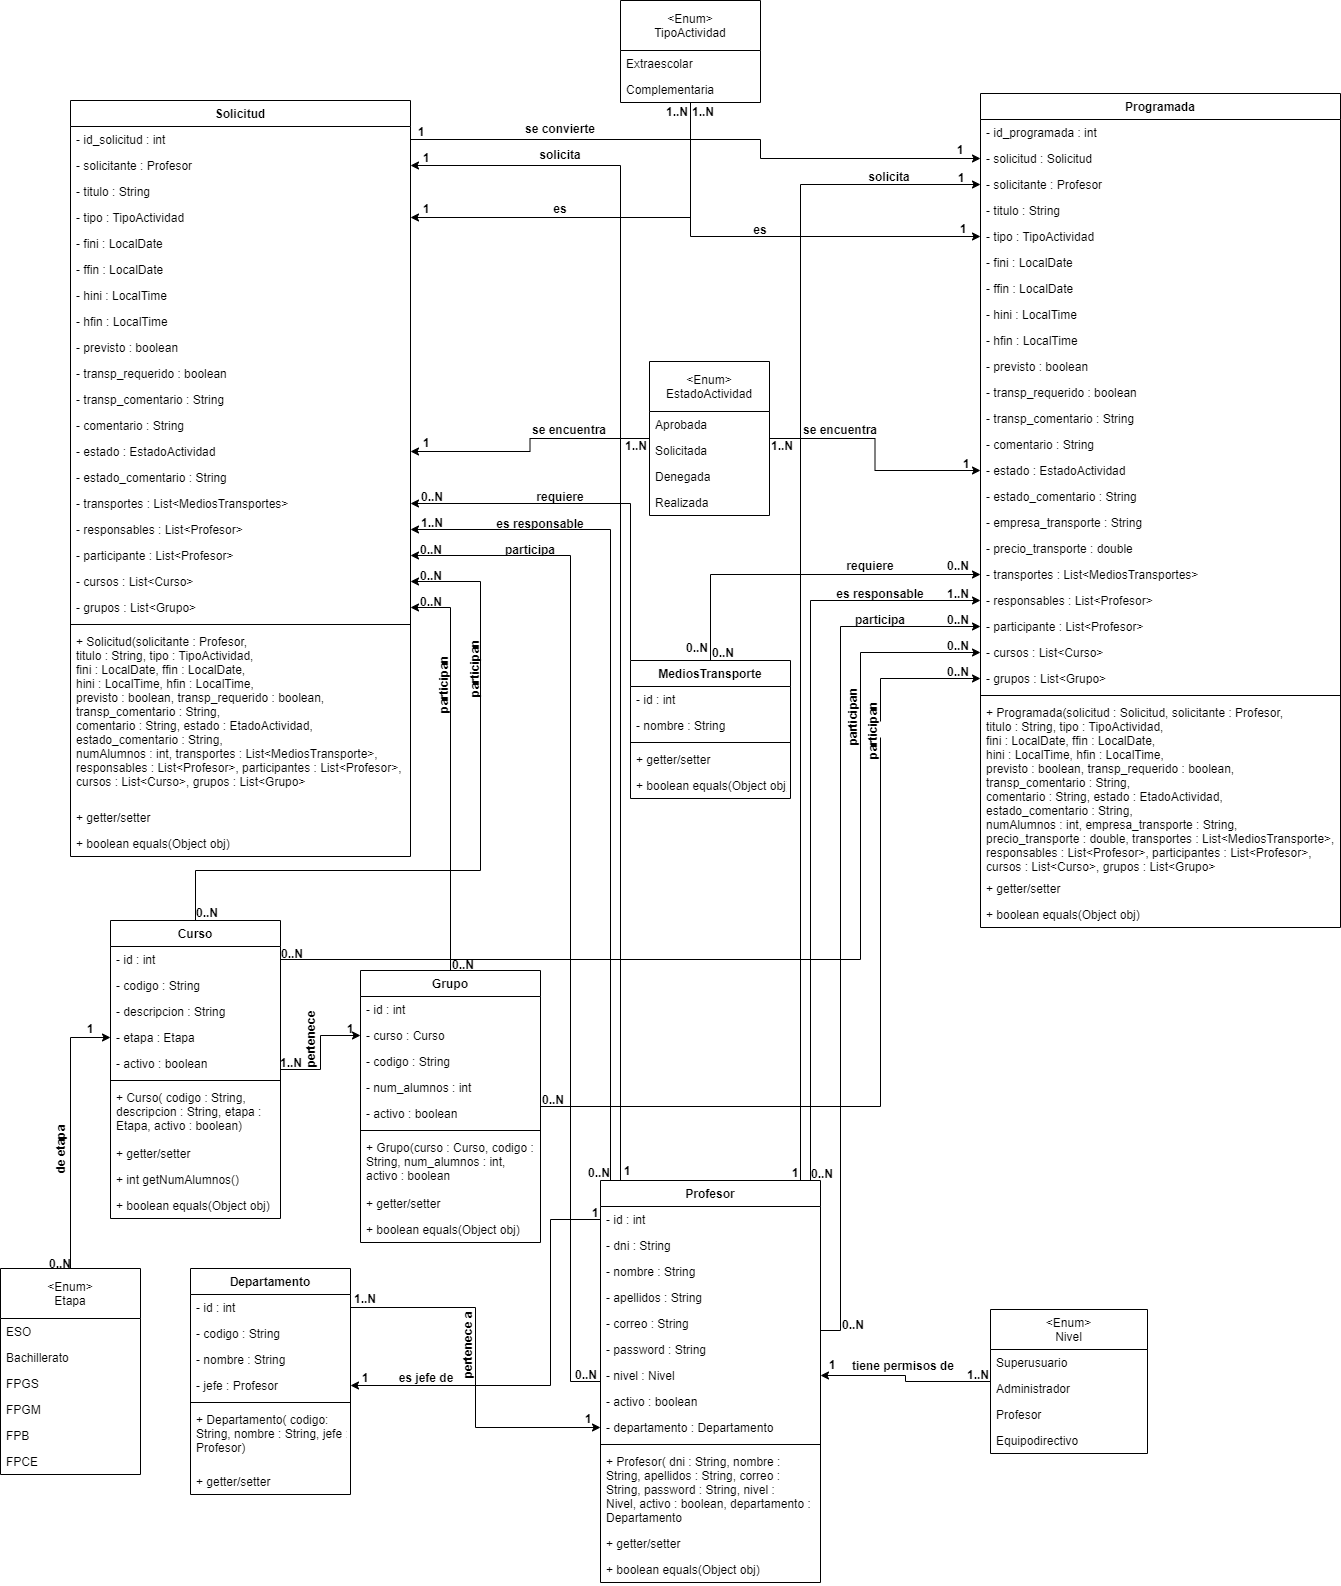 <Enum>
TipoActividad
Extraescolar
Complementaria
1..N
1..N
Solicitud
- id_solicitud : int
- solicitante : Profesor
- titulo : String
- tipo : TipoActividad
- fini : LocalDate
- ffin : LocalDate
- hini : LocalTime
- hfin : LocalTime
- previsto : boolean
- transp_requerido : boolean
- transp_comentario : String
- comentario : String
- estado : EstadoActividad
- estado_comentario : String
- transportes : List<MediosTransportes>
- responsables : List<Profesor>
- participante : List<Profesor>
- cursos : List<Curso>
- grupos : List<Grupo>
+ Solicitud(solicitante : Profesor,
titulo : String, tipo : TipoActividad,
fini : LocalDate, ffin : LocalDate,
hini : LocalTime, hfin : LocalTime,
previsto : boolean, transp_requerido : boolean,
transp_comentario : String,
comentario : String, estado : EtadoActividad,
estado_comentario : String,
numAlumnos : int, transportes : List<MediosTransporte>,
responsables : List<Profesor>, participantes : List<Profesor>,
cursos : List<Curso>, grupos : List<Grupo>
+ getter/setter
+ boolean equals(Object obj)
1
se convierte
1
1
solicita
solicita
1
1
es
es
1
Programada
- id_programada : int
- solicitud : Solicitud
- solicitante : Profesor
- titulo : String
- tipo : TipoActividad
- fini : LocalDate
- ffin : LocalDate
- hini : LocalTime
- hfin : LocalTime
- previsto : boolean
- transp_requerido : boolean
- transp_comentario : String
- comentario : String
- estado : EstadoActividad
- estado_comentario : String
- empresa_transporte : String
- precio_transporte : double
- transportes : List<MediosTransportes>
- responsables : List<Profesor>
- participante : List<Profesor>
- cursos : List<Curso>
- grupos : List<Grupo>
+ Programada(solicitud : Solicitud, solicitante : Profesor,
titulo : String, tipo : TipoActividad,
fini : LocalDate, ffin : LocalDate,
hini : LocalTime, hfin : LocalTime,
previsto : boolean, transp_requerido : boolean,
transp_comentario : String,
comentario : String, estado : EtadoActividad,
estado_comentario : String,
numAlumnos : int, empresa_transporte : String,
precio_transporte : double, transportes : List<MediosTransporte>,
responsables : List<Profesor>, participantes : List<Profesor>,
cursos : List<Curso>, grupos : List<Grupo>
+ getter/setter
+ boolean equals(Object obj)
<Enum>
EstadoActividad
Aprobada
Solicitada
Denegada
Realizada
1
se encuentra
1..N
1..N
se encuentra
1
0..N
requiere
1..N
es responsable
0..N
participa
0..N
0..N
participan
participan
requiere
0..N
es responsable
1..N
participa
0..N
0..N
0..N
participan
participan
0..N
0..N
MediosTransporte
- id : int
- nombre : String
+ getter/setter
+ boolean equals(Object obj
0..N
Curso
- id : int
- codigo : String
- descripcion : String
- etapa : Etapa
- activo : boolean
+ Curso( codigo : String,
descripcion : String, etapa :
Etapa, activo : boolean)
+ getter/setter
+ int getNumAlumnos()
+ boolean equals(Object obj)
0..N
1..N
pertenece
1
0..N
Grupo
- id : int
- curso : Curso
- codigo : String
- num_alumnos : int
- activo : boolean
+ Grupo(curso : Curso, codigo :
String, num_alumnos : int,
activo : boolean
+ getter/setter
+ boolean equals(Object obj)
0..N
1
de etapa
0..N
<Enum>
Etapa
ESO
Bachillerato
FPGS
FPGM
FPB
FPCE
Departamento
- id : int
- codigo : String
- nombre : String
- jefe : Profesor
+ Departamento( codigo:
String, nombre : String, jefe
Profesor)
+ getter/setter
1..N
pertenece a
1
1
es jefe de
1
0..N
0..N
1
1
0..N
0..N
Profesor
- id : int
- dni : String
- nombre : String
- apellidos : String
- correo : String
- password : String
- nivel : Nivel
- activo : boolean
- departamento : Departamento
+ Profesor( dni : String, nombre :
String, apellidos : String, correo :
String, password : String, nivel :
Nivel, activo : boolean, departamento :
Departamento
+ getter/setter
+ boolean equals(Object obj)
1
tiene permisos de
1..N
<Enum>
Nivel
Superusuario
Administrador
Profesor
Equipodirectivo